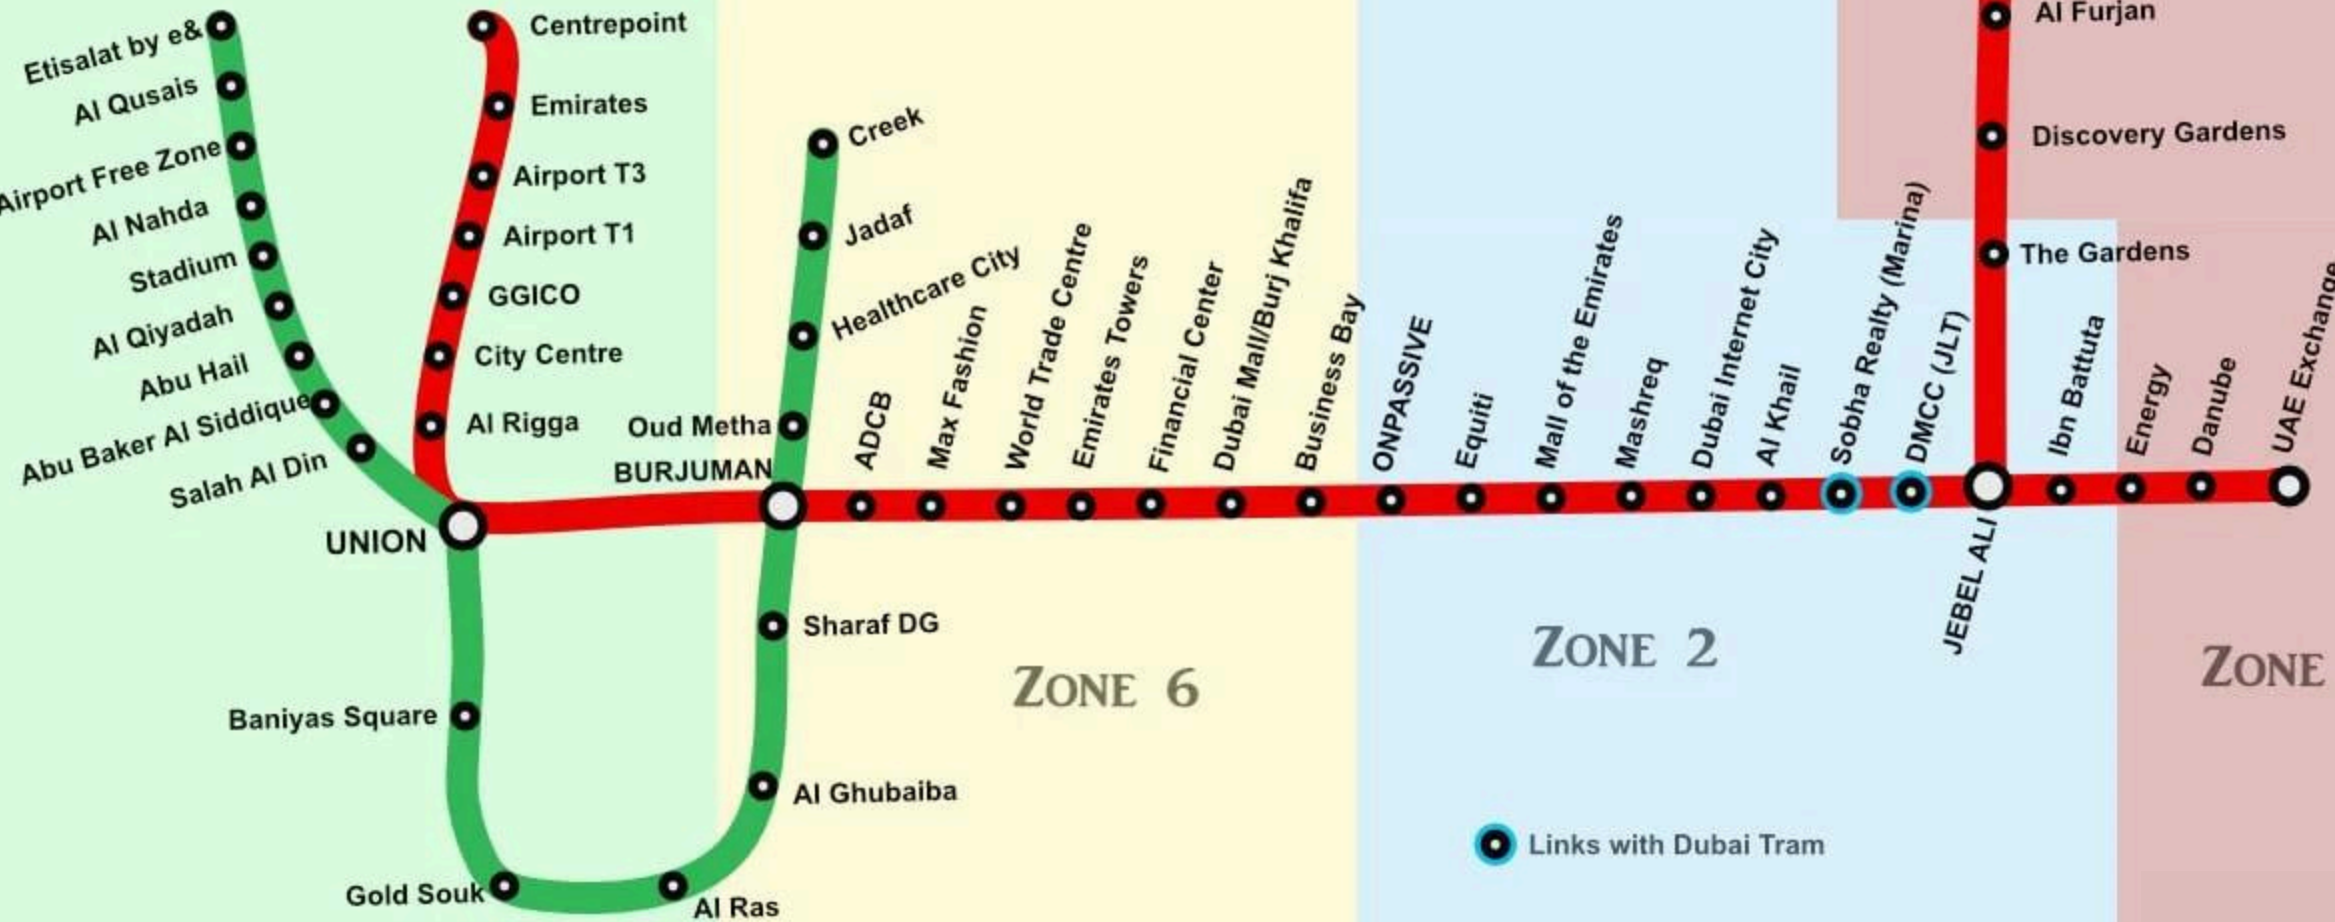 Etisalat by e&
Al Qusais
Airport Free Zone
Al Nahda
Stadium
Al Qiyadah
Abu Hail
Abu Baker Al Siddique
Salah Al Din
UNION
Baniyas Square
Gold Souk
Al Ras
Al Ghubaiba
Sharaf DG
BURJUMAN
Oud Metha
Healthcare City
Jadaf
Creek
Centrepoint
Emirates
Airport T3
Airport T1
GGICO
City Centre
Al Rigga
ADCB
Max Fashion
World Trade Centre
Emirates Towers
Financial Center
Dubai Mall/Burj Khalifa
Business Bay
ONPASSIVE
Equiti
Mall of the Emirates
Mashreq
Dubai Internet City
Al Khail
Sobha Realty (Marina)
DMCC (JLT)
JEBEL ALI
Ibn Battuta
Energy
Danube
UAE Exchange
The Gardens
Discovery Gardens
Al Furjan
ZONE 6
ZONE 2
ZONE
Links with Dubai Tram